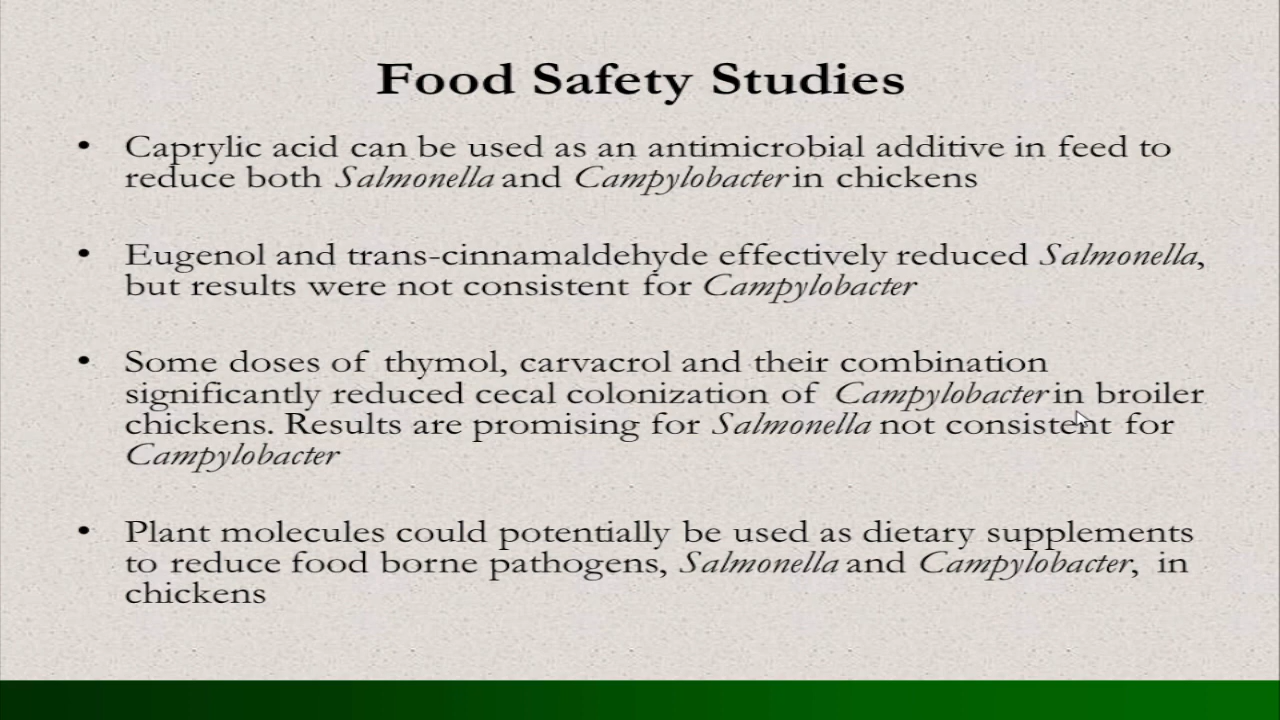 Food Safety Studies
• Caprylic acid can be used as an antimicrobial additive in feed to
reduce both Salmonella and Campylobacter in chickens
• Eugenol and trans-cinnamaldehyde effectively reduced Salmonella,
but results were not consistent for Campylobacter
• Some doses of thymol, carvacrol and their combination
significantly reduced cecal colonization of Campylobacter in broiler
chickens. Results are promising for Salmonella not consistent for
Campylobacter
• Plant molecules could potentially be used as dietary supplements
to reduce food borne pathogens, Salmonella and Campylobacter, in
chickens